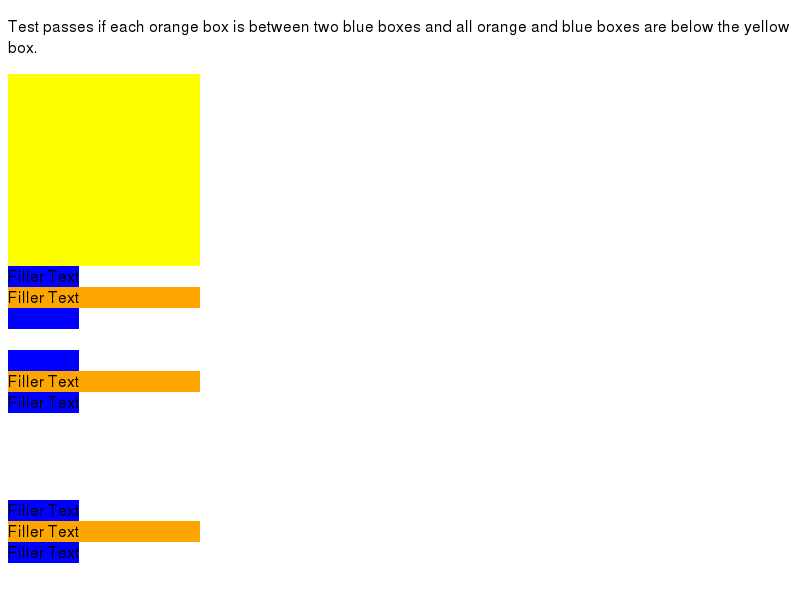 Test passes if each orange box is between two blue boxes and all orange and blue boxes are below the yellow
box.
Filler Text
Filler Text
Filler Text
Filler Text
Filler Text
Filler Text
Filler Text